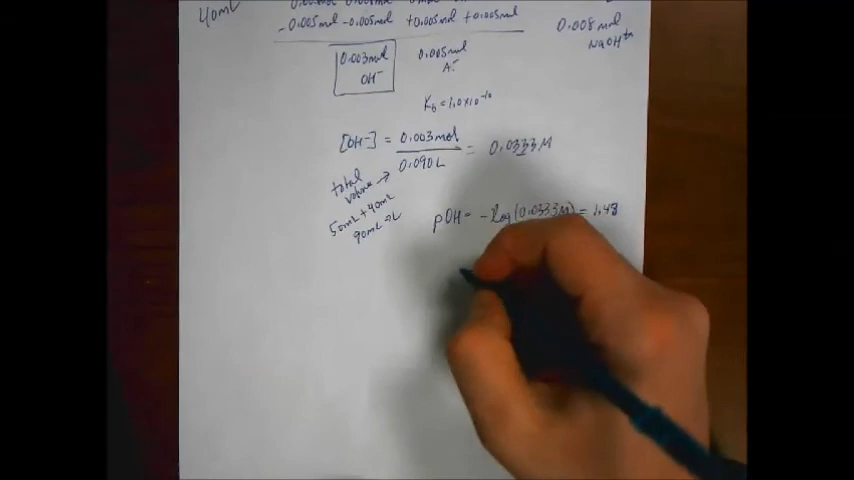 40mL
-0.005mol -0.005mol +0.005mol +0.005mol
0.008 mol
NaOH
0.003mol 0.005mol
OH- A-
Kb = 1.0x10-10
[OH-] = 0.003mol = 0.0333M
0.090L
total
volume →
50mL + 40mL
90mL → L
pOH = -log(0.0333M) = 1.48